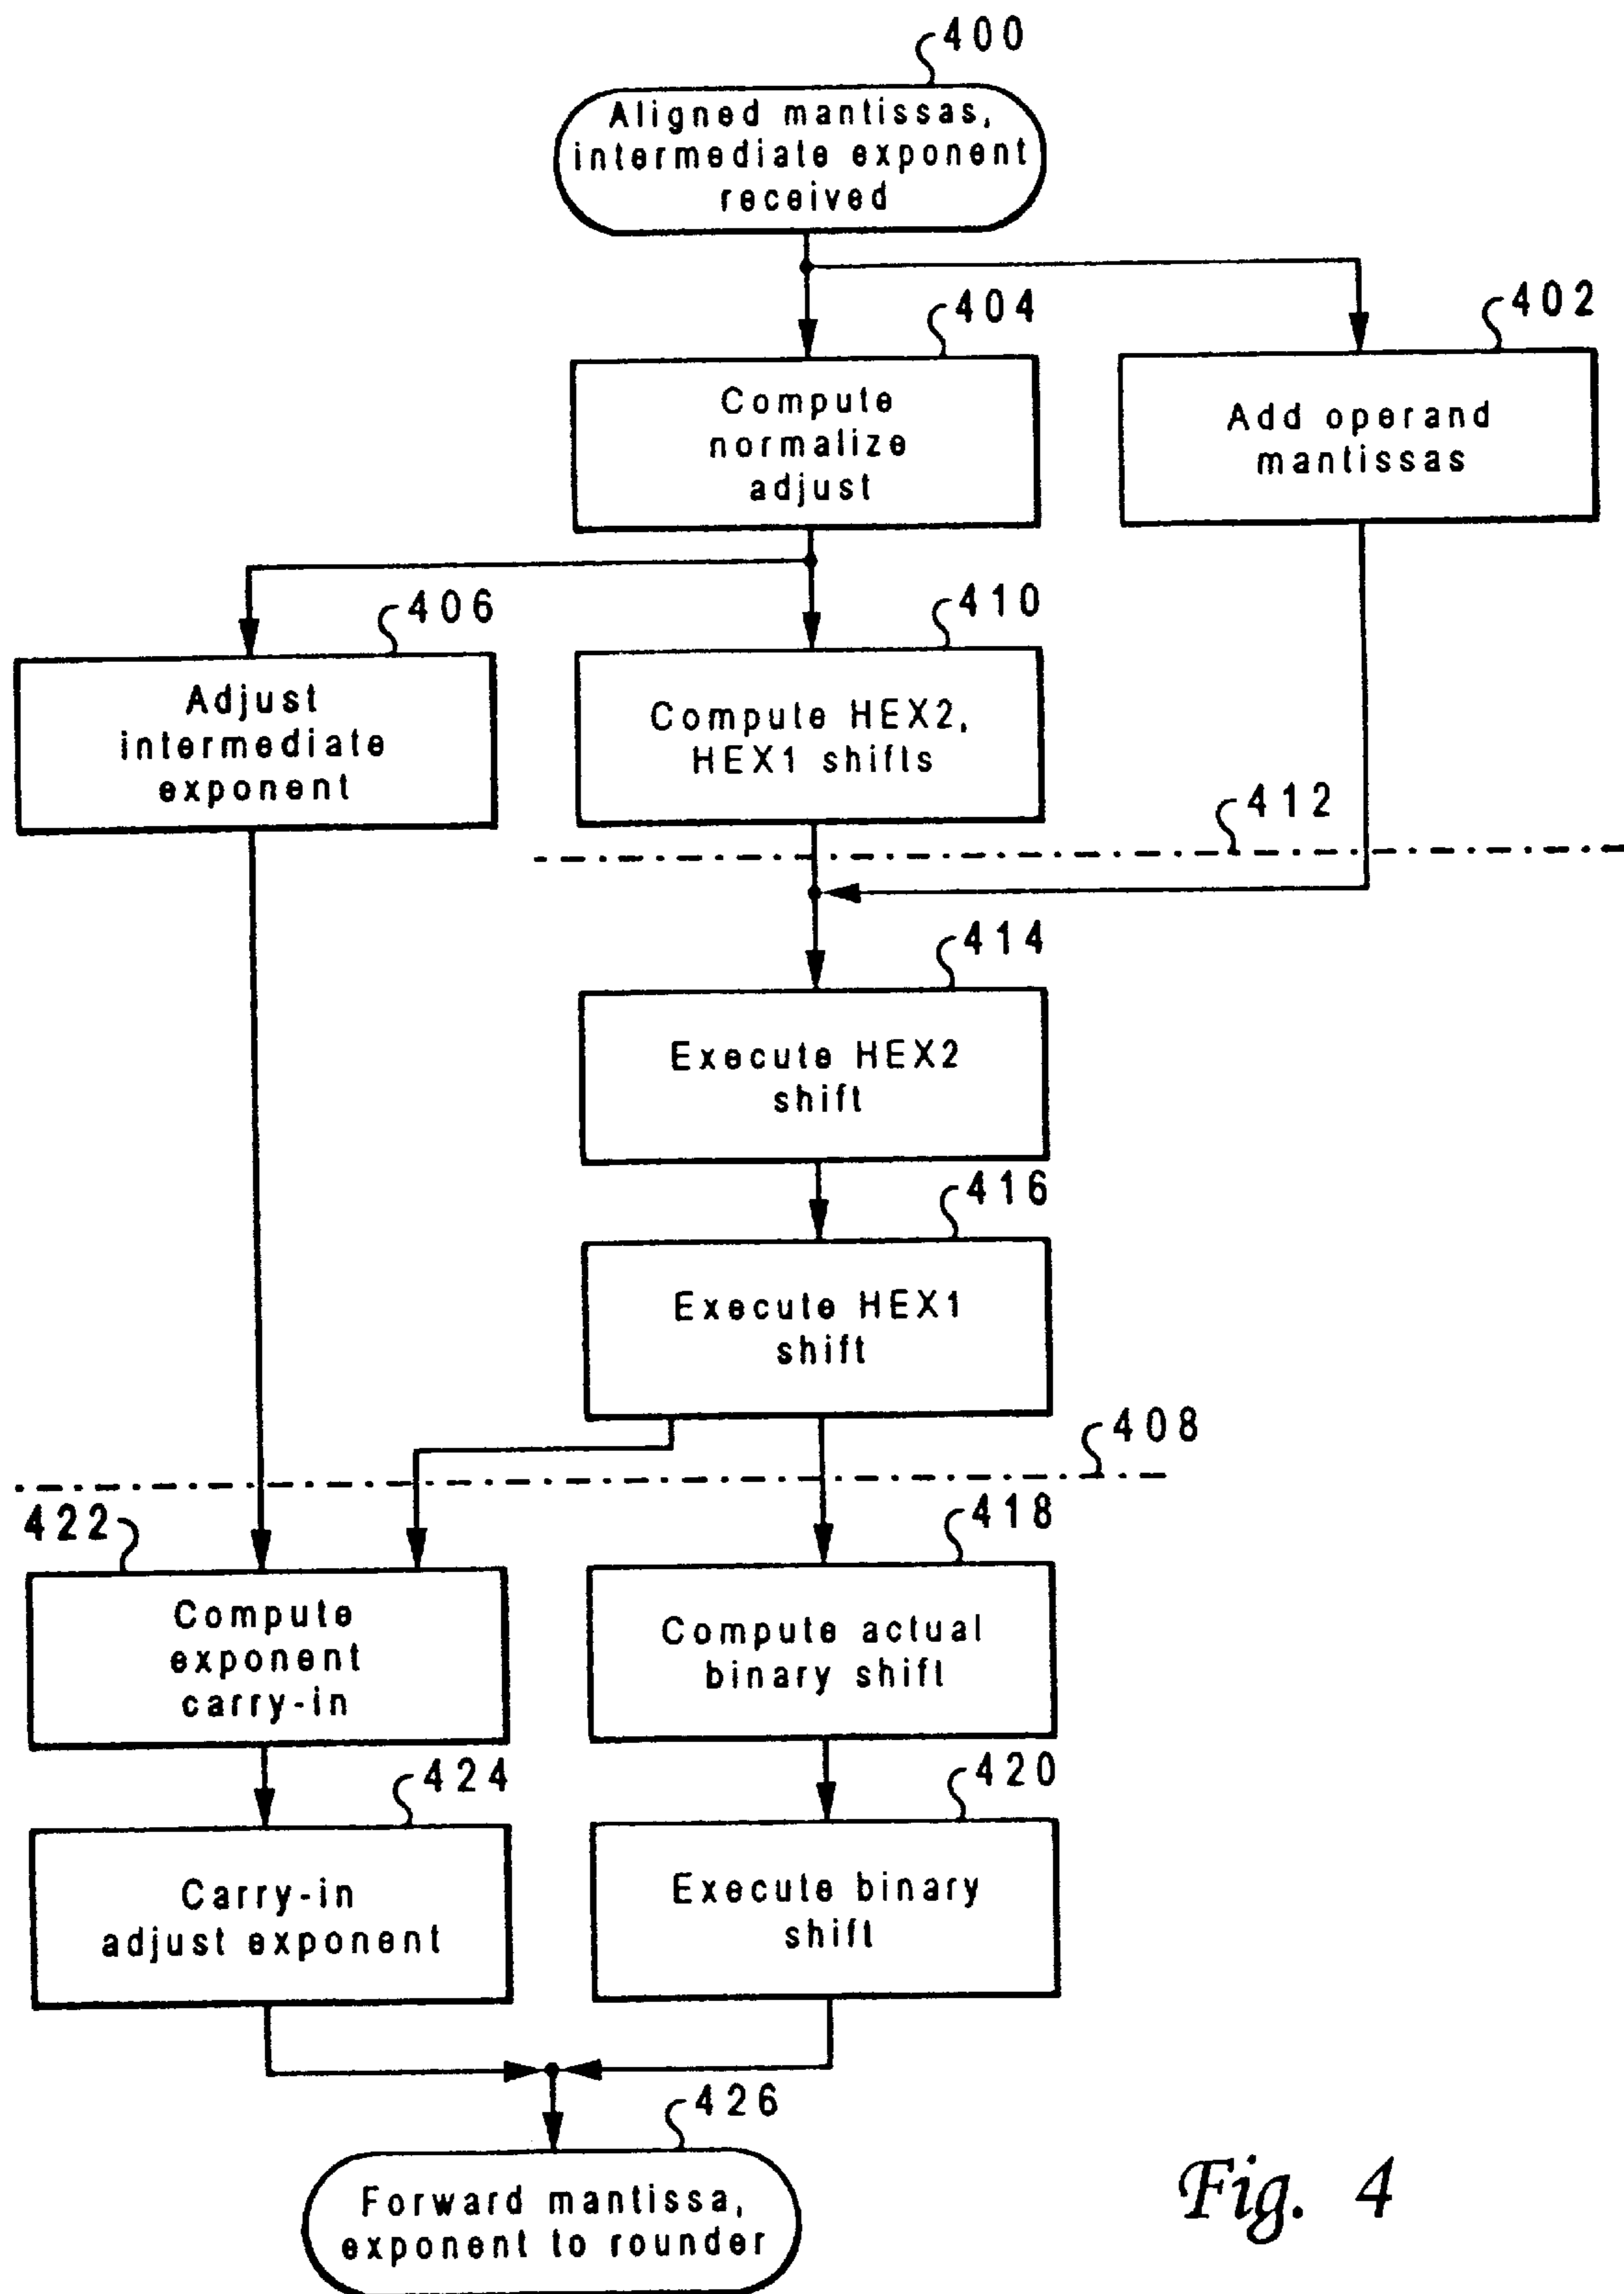 400
Aligned mantissas,
intermediate exponent
received
404
402
Compute
normalize
adjust
Add operand
mantissas
406
410
Adjust
intermediate
exponent
Compute HEX2,
HEX1 shifts
412
414
Execute HEX2
shift
416
Execute HEX1
shift
408
422
418
Compute
exponent
carry-in
Compute actual
binary shift
424
420
Carry-in
adjust exponent
Execute binary
shift
426
Forward mantissa,
exponent to rounder
Fig. 4